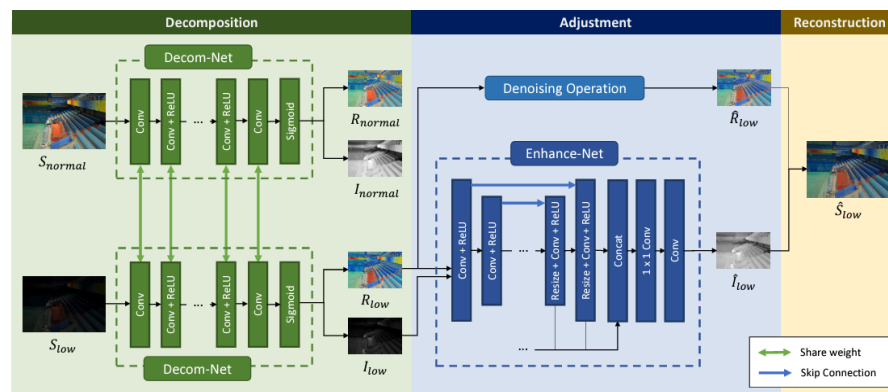 Decomposition
Adjustment
Reconstruction
Decom-Net
Conv
Conv + ReLU
...
Conv + ReLU
Conv
Sigmoid
S_normal
R_normal
I_normal
Denoising Operation
R̂_low
Enhance-Net
Conv + ReLU
Conv + ReLU
...
Resize + Conv + ReLU
Resize + Conv + ReLU
Concat
1 x 1 Conv
Conv
...
Î_low
Ŝ_low
Conv
Conv + ReLU
...
Conv + ReLU
Conv
Sigmoid
S_low
R_low
I_low
Decom-Net
Share weight
Skip Connection